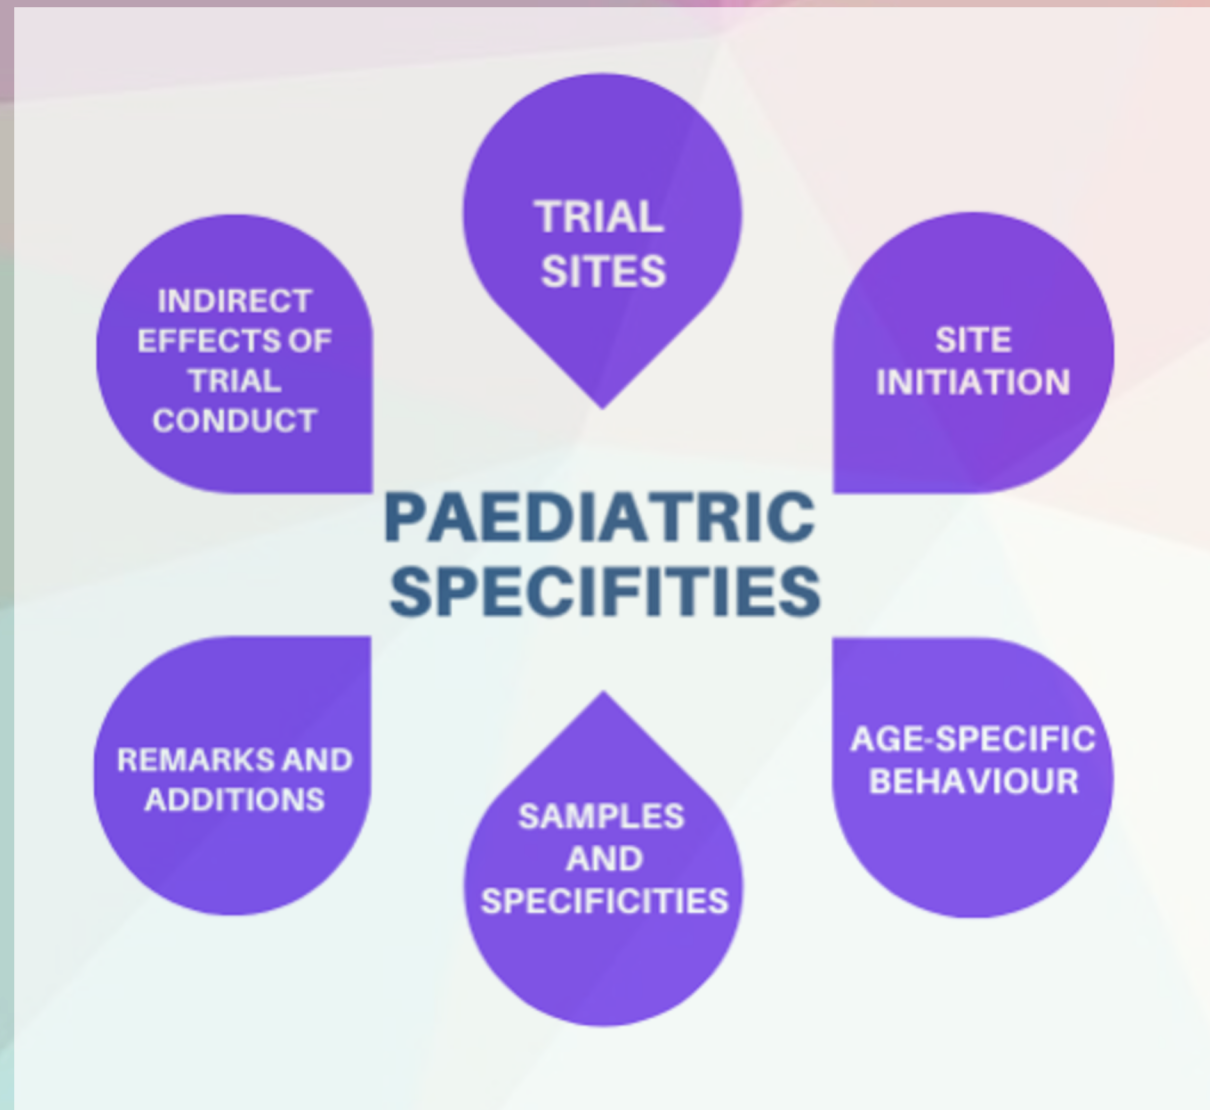 TRIAL
SITES
INDIRECT
EFFECTS OF
TRIAL
CONDUCT
SITE
INITIATION
PAEDIATRIC
SPECIFITIES
REMARKS AND
ADDITIONS
SAMPLES
AND
SPECIFICITIES
AGE-SPECIFIC
BEHAVIOUR